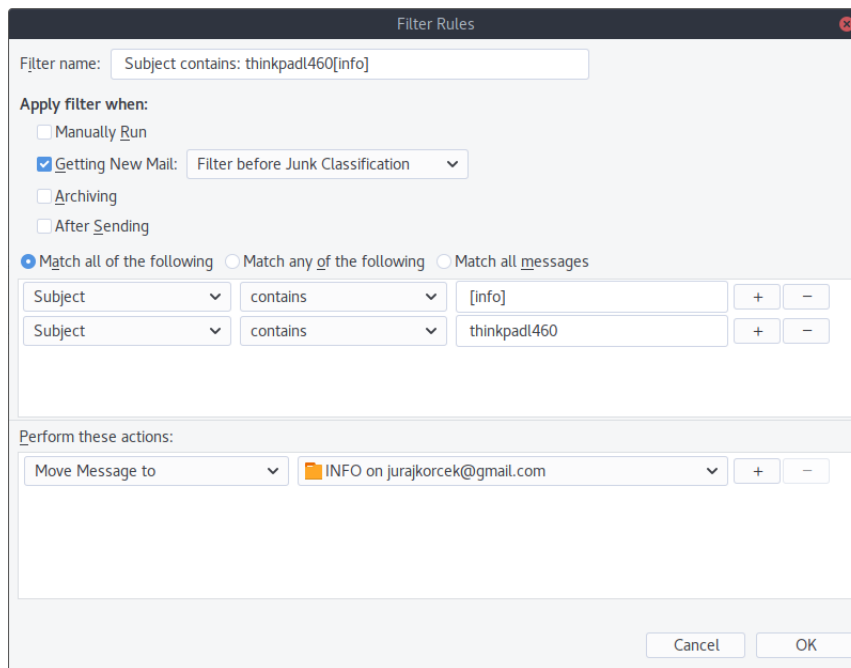 Filter Rules
Filter name: Subject contains: thinkpadl460[info]
Apply filter when:
Manually Run
Getting New Mail: Filter before Junk Classification
Archiving
After Sending
Match all of the following Match any of the following Match all messages
Subject contains [info] + −
Subject contains thinkpadl460 + −
Perform these actions:
Move Message to INFO on jurajkorcek@gmail.com + −
Cancel OK